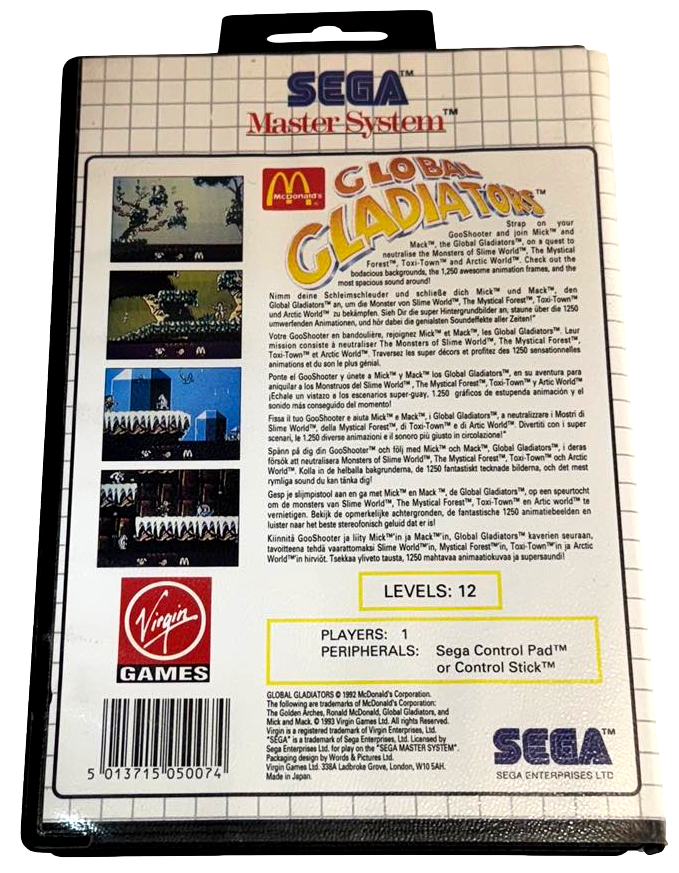 SEGA™
Master System™
McDonald's®
GLOBAL
GLADIATORS™
Strap on your
GooShooter and join Mick™ and
Mack™, the Global Gladiators™, on a quest to
neutralise the Monsters of Slime World™, The Mystical
Forest™, Toxi-Town™ and Arctic World™. Check out the
bodacious backgrounds, the 1,250 awesome animation frames, and the
most spacious sound around!
Nimm deine Schleimschleuder und schließe dich Mick™ und Mack™, den
Global Gladiators™ an, um die Monster von Slime World™, The Mystical Forest™, Toxi-Town™
und Arctic World™ zu bekämpfen. Sieh Dir die super Hintergrundbilder an, staune über die 1250
umwerfenden Animationen, und hör dabei die genialsten Soundeffekte aller Zeiten!"
Votre GooShooter en bandoulière, rejoignez Mick™ et Mack™, les Global Gladiators™. Leur
mission consiste à neutraliser The Monsters of Slime World™, The Mystical Forest™,
Toxi-Town™ et Arctic World™. Traversez les super décors et profitez des 1250 sensationnelles
animations et du son le plus génial.
Ponte el GooShooter y únete a Mick™ y Mack™ los Global Gladiators™, en su aventura para
aniquilar a los Monstruos del Slime World™, The Mystical Forest™, Toxi-Town™ y Artic World™
¡Echale un vistazo a los escenarios super-guay, 1.250 gráficos de estupenda animación y el
sonido más conseguido del momento!
Fissa il tuo GooShooter e aiuta Mick™ e Mack™, i Global Gladiators™, a neutralizzare i Mostri di
Slime World™, della Mystical Forest™, di Toxi-Town™ e di Artic World™. Divertiti con i super
scenari, le 1.250 diverse animazioni e il sonoro più giusto in circolazione!"
Spänn på dig din GooShooter™ och följ med Mick™ och Mack™, Global Gladiators™, i deras
försök att neutralisera Monsters of Slime World™, The Mystical Forest™, Toxi-Town™ och Arctic
World™. Kolla in de helballa bakgrunderna, de 1250 fantastiskt tecknade bilderna, och det mest
rymliga sound du kan tänka dig!
Gesp je slijmpistool aan en ga met Mick™ en Mack™, de Global Gladiators™, op een speurtocht
om de monsters van Slime World™, The Mystical Forest™, Toxi-Town™ en Artic world™ te
vernietigen. Bekijk de opmerkelijke achtergronden, de fantastische 1250 animatiebeelden en
luister naar het beste stereofonisch geluid dat er is!
Kiinnitä GooShooter ja liity Mick™'in ja Mack™'in, Global Gladiators™ kaverien seuraan,
tavoitteena tehdä vaarattomaksi Slime World™'in, Mystical Forest™'in, Toxi-Town™'in ja Arctic
World™'in hirviöt. Tsekkaa yliveto tausta, 1250 mahtavaa animaatiokuvaa ja supersaundi!
LEVELS: 12
PLAYERS: 1
PERIPHERALS: Sega Control Pad™
or Control Stick™
Virgin
GAMES
GLOBAL GLADIATORS © 1992 McDonald's Corporation.
The following are trademarks of McDonald's Corporation:
The Golden Arches, Ronald McDonald, Global Gladiators, and
Mick and Mack. © 1993 Virgin Games Ltd. All rights Reserved.
Virgin is a registered trademark of Virgin Enterprises, Ltd.
"SEGA" is a trademark of Sega Enterprises, Ltd. Licensed by
Sega Enterprises Ltd. for play on the "SEGA MASTER SYSTEM".
Packaging design by Words & Pictures Ltd.
Virgin Games Ltd. 338A Ladbroke Grove, London, W10 5AH.
Made in Japan.
5 013715 050074
SEGA™
SEGA ENTERPRISES LTD